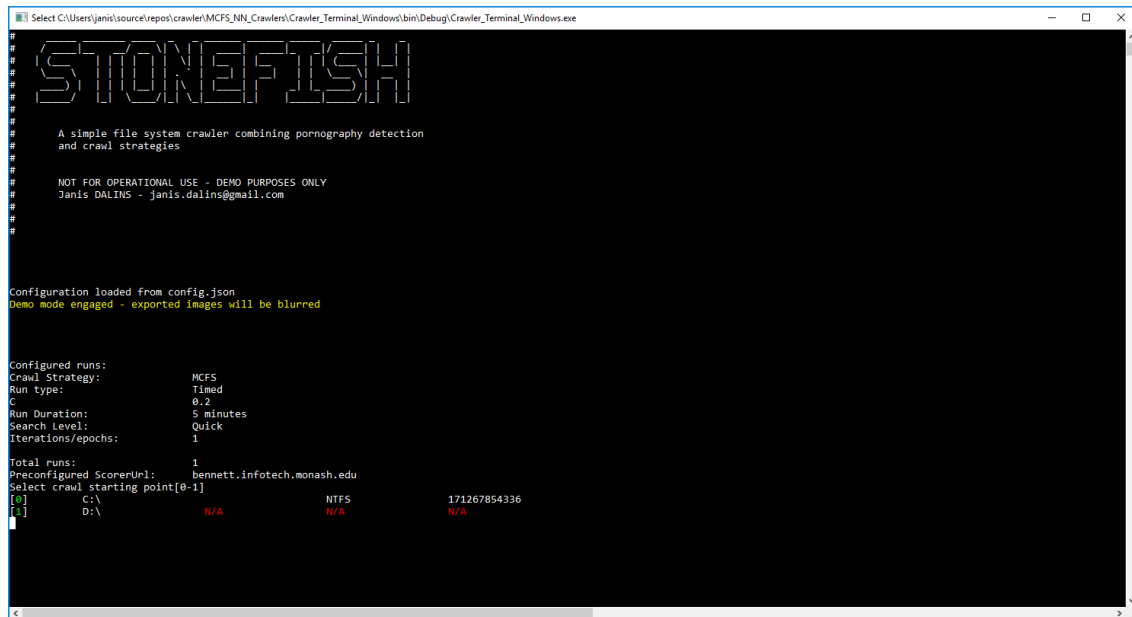 Select C:\Users\janis\source\repos\crawler\MCFS_NN_Crawlers\Crawler_Terminal_Windows\bin\Debug\Crawler_Terminal_Windows.exe
STONEFISH
# A simple file system crawler combining pornography detection
# and crawl strategies
# NOT FOR OPERATIONAL USE - DEMO PURPOSES ONLY
# Janis DALINS - janis.dalins@gmail.com
Configuration loaded from config.json
Demo mode engaged - exported images will be blurred
Configured runs:
Crawl Strategy: MCFS
Run type: Timed
C 0.2
Run Duration: 5 minutes
Search Level: Quick
Iterations/epochs: 1
Total runs: 1
Preconfigured ScorerUrl: bennett.infotech.monash.edu
Select crawl starting point[0-1]
[0] C:\ NTFS 171267854336
[1] D:\ N/A N/A N/A